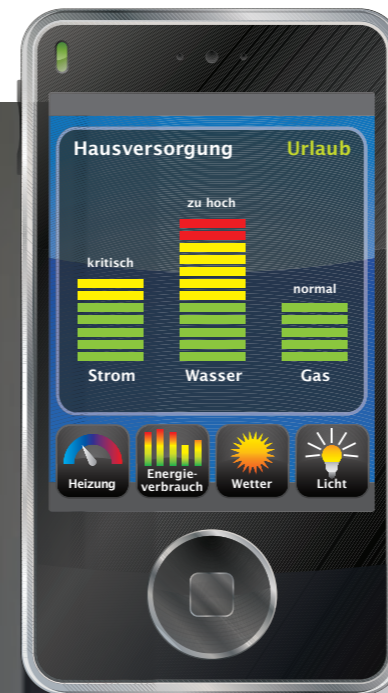 Hausversorgung Urlaub
zu hoch
kritisch
normal
Strom Wasser Gas
Heizung
Energie-
verbrauch
Wetter
Licht